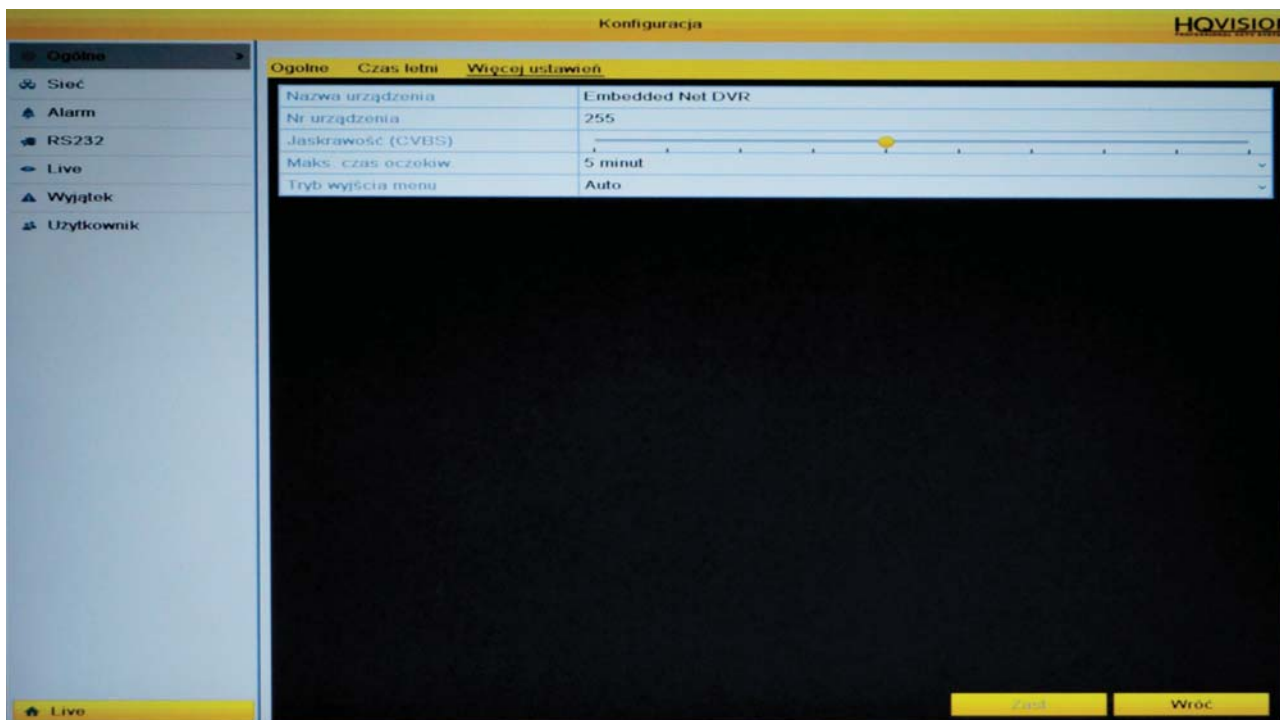 Konfiguracja
HQVISION
Ogólne
Sieć
Alarm
RS232
Live
Wyjątek
Użytkownik
Live
Ogolne Czas letni Więcej ustawień
Nazwa urządzenia Embedded Net DVR
Nr urządzenia 255
Jaskrawość (CVBS)
Maks. czas oczekiw. 5 minut
Tryb wyjścia menu Auto
Zast Wróć